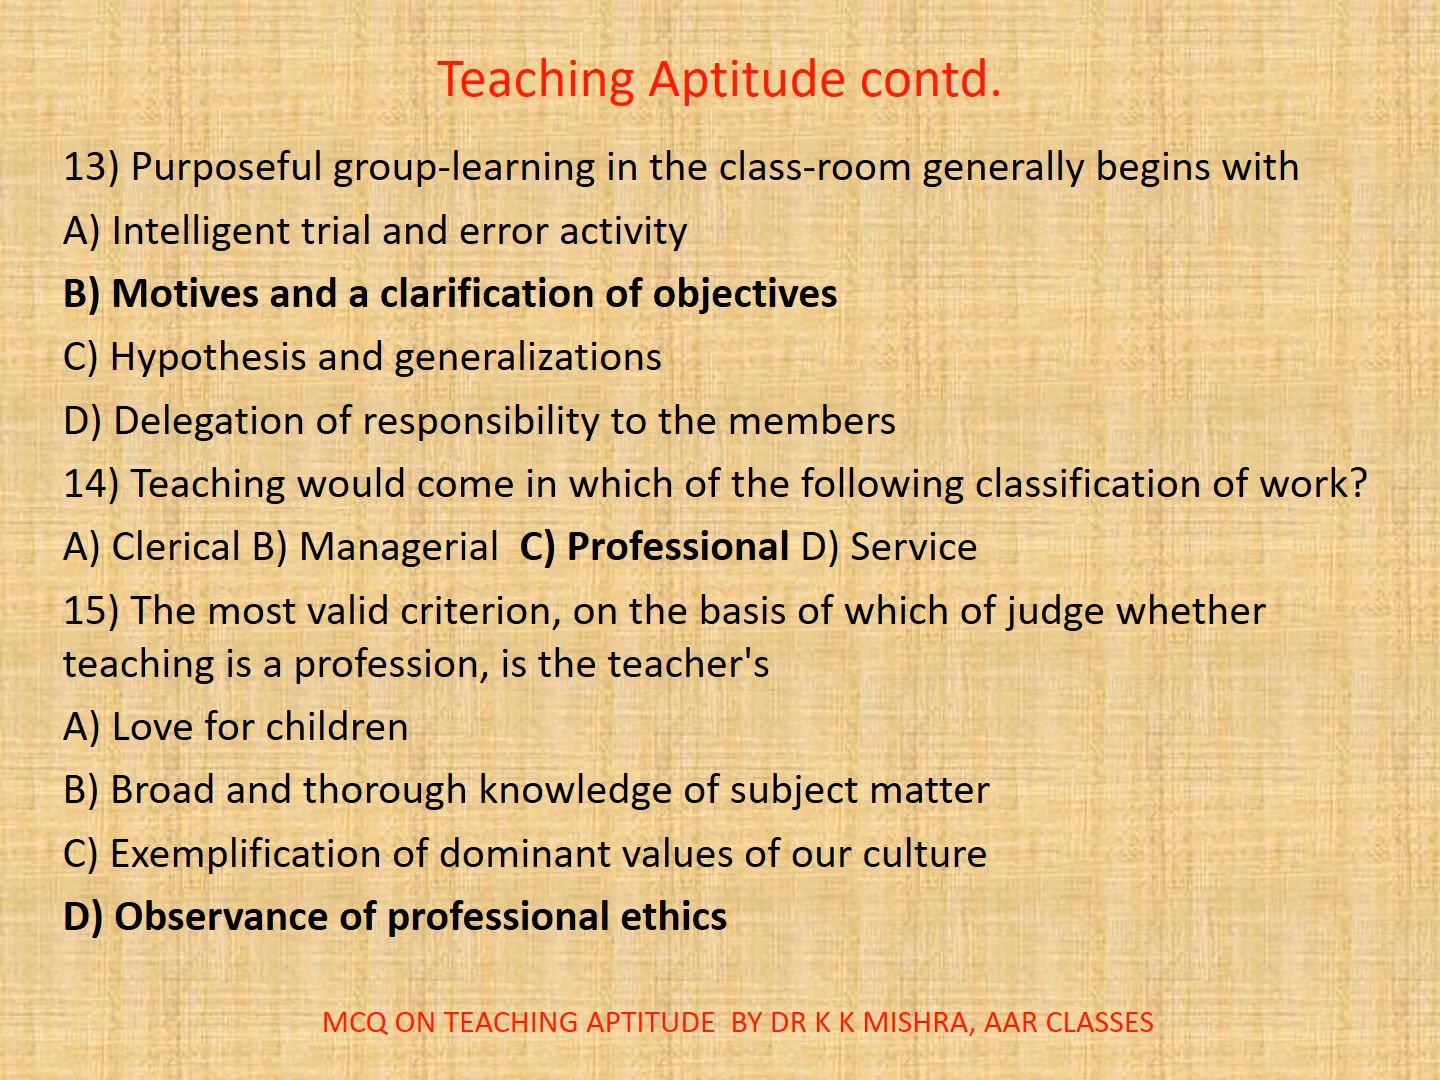 Teaching Aptitude contd.
13) Purposeful group-learning in the class-room generally begins with
A) Intelligent trial and error activity
B) Motives and a clarification of objectives
C) Hypothesis and generalizations
D) Delegation of responsibility to the members
14) Teaching would come in which of the following classification of work?
A) Clerical B) Managerial  C) Professional D) Service
15) The most valid criterion, on the basis of which of judge whether
teaching is a profession, is the teacher's
A) Love for children
B) Broad and thorough knowledge of subject matter
C) Exemplification of dominant values of our culture
D) Observance of professional ethics
MCQ ON TEACHING APTITUDE  BY DR K K MISHRA, AAR CLASSES